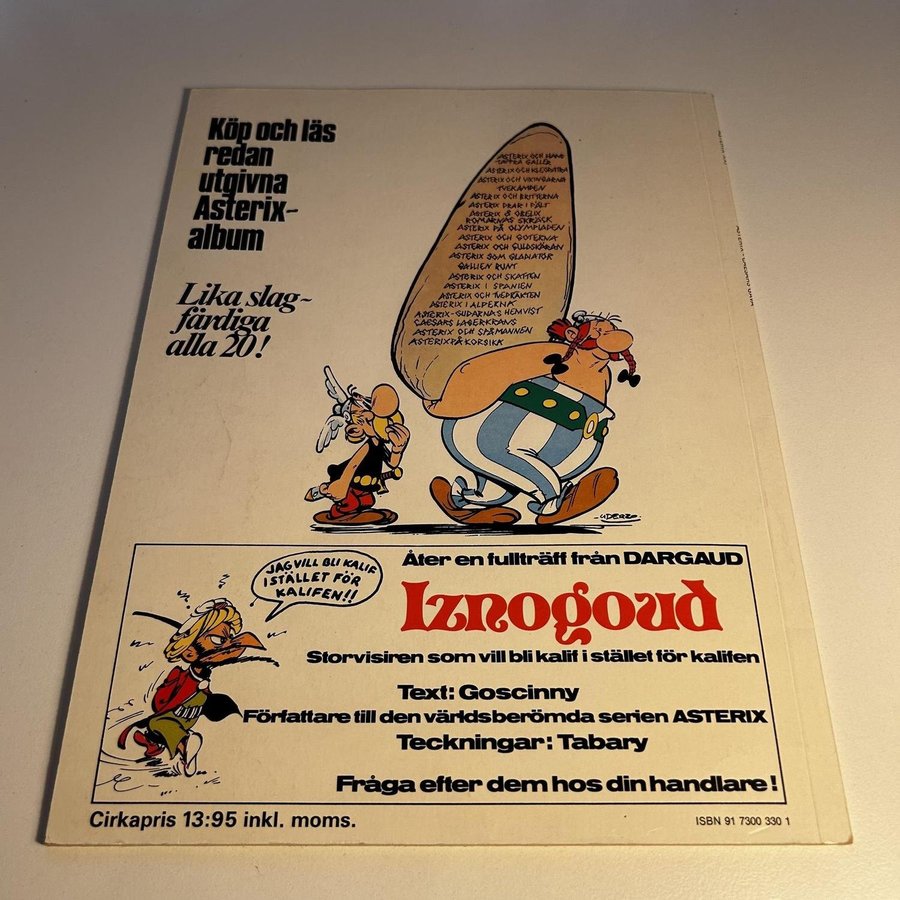 Köp och läs
redan
utgivna
Asterix-
album
Lika slag-
färdiga
alla 20!
ASTERIX OCH HANS
TAPPRA GALLER
ASTERIX OCH KLEOPATRA
ASTERIX OCH VIKINGARNA
TVEKAMPEN
ASTERIX OCH BRITTERNA
ASTERIX DRAR I FÄLT
ASTERIX & OBELIX
ROMARNAS SKRÄCK
ASTERIX PÅ OLYMPIADEN
ASTERIX OCH GOTERNA
ASTERIX OCH GULDSKÄRAN
ASTERIX SOM GLADIATOR
GALLIEN RUNT
ASTERIX OCH SKATTEN
ASTERIX I SPANIEN
ASTERIX OCH TVEDRÄKTEN
ASTERIX I ALPERNA
ASTERIX-GUDARNAS HEMVIST
CAESARS LAGERKRANS
ASTERIX OCH SPÅMANNEN
ASTERIX PÅ KORSIKA
-UDERZO-
JAG VILL BLI KALIF
I STÄLLET FÖR
KALIFEN!!
Åter en fullträff från DARGAUD
Iznogoud
Storvisiren som vill bli kalif i stället för kalifen
Text: Goscinny
Författare till den världsberömda serien ASTERIX
Teckningar: Tabary
Fråga efter dem hos din handlare!
Cirkapris 13:95 inkl. moms.
ISBN 91 7300 330 1